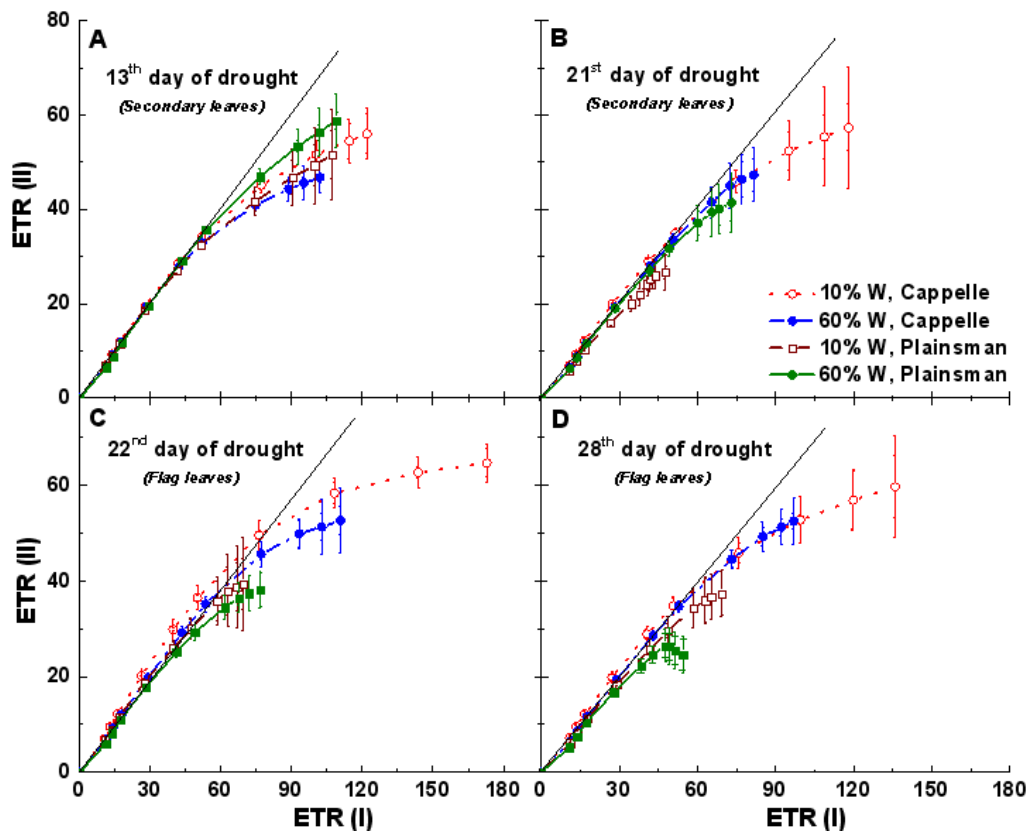 A
B
13th day of drought
(Secondary leaves)
21st day of drought
(Secondary leaves)
80
60
40
20
0
ETR (II)
10% W, Cappelle
60% W, Cappelle
10% W, Plainsman
60% W, Plainsman
C
D
22nd day of drought
(Flag leaves)
28th day of drought
(Flag leaves)
60
40
20
0
ETR (II)
0 30 60 90 120 150 180
0 30 60 90 120 150 180
ETR (I)
ETR (I)